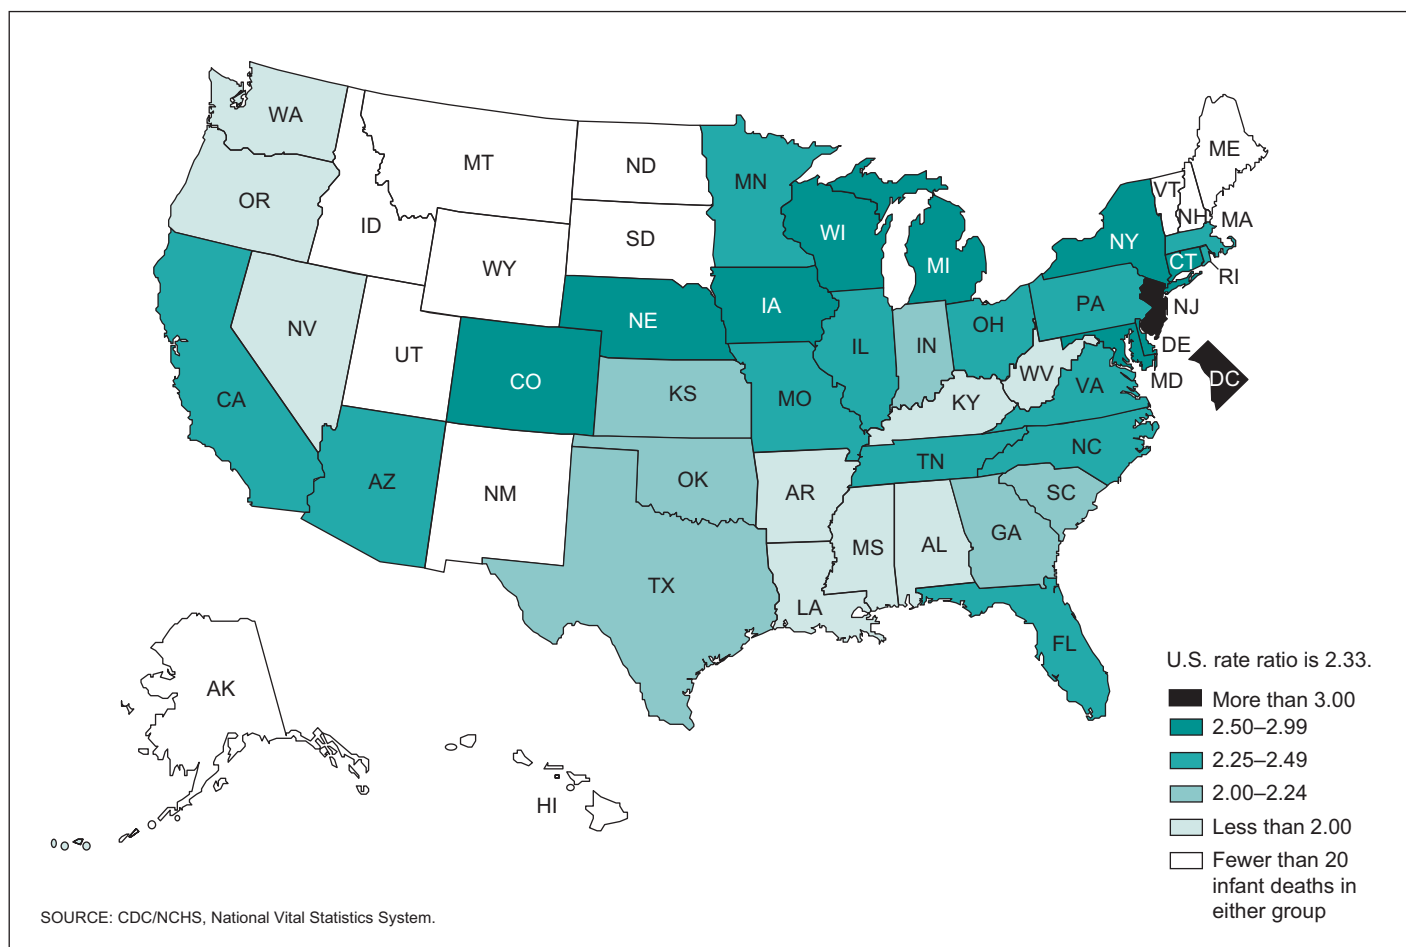 WA
MT
ND
MN
ME
VT
NH
MA
OR
ID
SD
WI
NY
MI
CT
RI
WY
NE
IA
PA
NJ
NV
UT
OH
IL
IN
DE
CO
WV
MD
DC
VA
CA
KS
MO
KY
NC
TN
AZ
OK
NM
AR
SC
GA
MS
AL
TX
LA
FL
AK
HI
U.S. rate ratio is 2.33.
More than 3.00
2.50–2.99
2.25–2.49
2.00–2.24
Less than 2.00
Fewer than 20
infant deaths in
either group
SOURCE: CDC/NCHS, National Vital Statistics System.